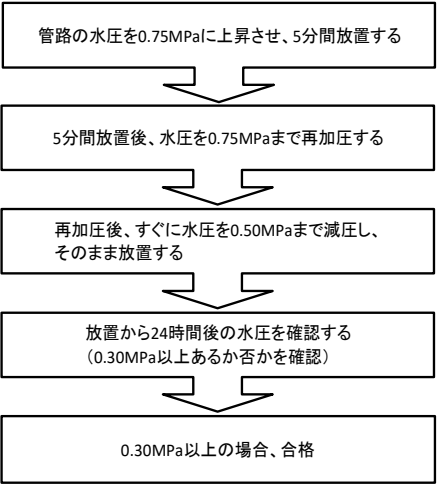 管路の水圧を0.75MPaに上昇させ、5分間放置する
5分間放置後、水圧を0.75MPaまで再加圧する
再加圧後、すぐに水圧を0.50MPaまで減圧し、
そのまま放置する
放置から24時間後の水圧を確認する
（0.30MPa以上あるか否かを確認）
0.30MPa以上の場合、合格